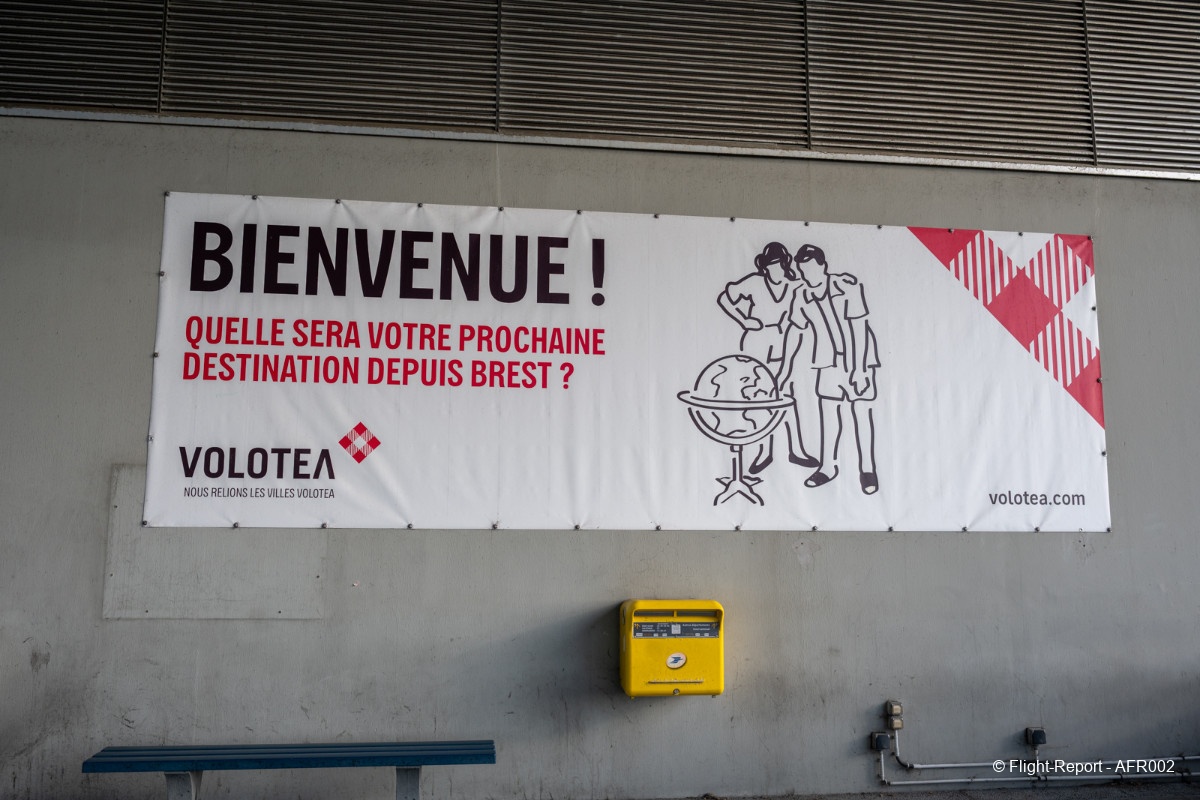 BIENVENUE !
QUELLE SERA VOTRE PROCHAINE
DESTINATION DEPUIS BREST ?
VOLOTEA
NOUS RELIONS LES VILLES VOLOTEA
volotea.com
© Flight-Report - AFR002